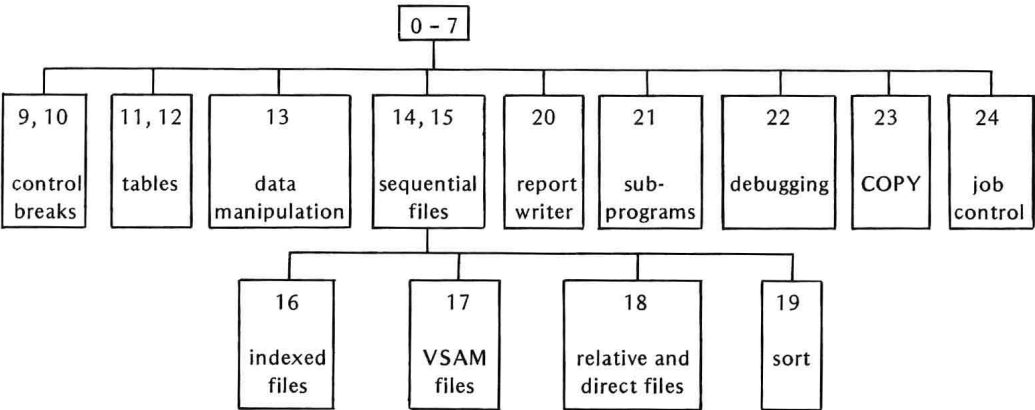 0 – 7
9, 10
control
breaks
11, 12
tables
13
data
manipulation
14, 15
sequential
files
20
report
writer
21
sub-
programs
22
debugging
23
COPY
24
job
control
16
indexed
files
17
VSAM
files
18
relative and
direct files
19
sort